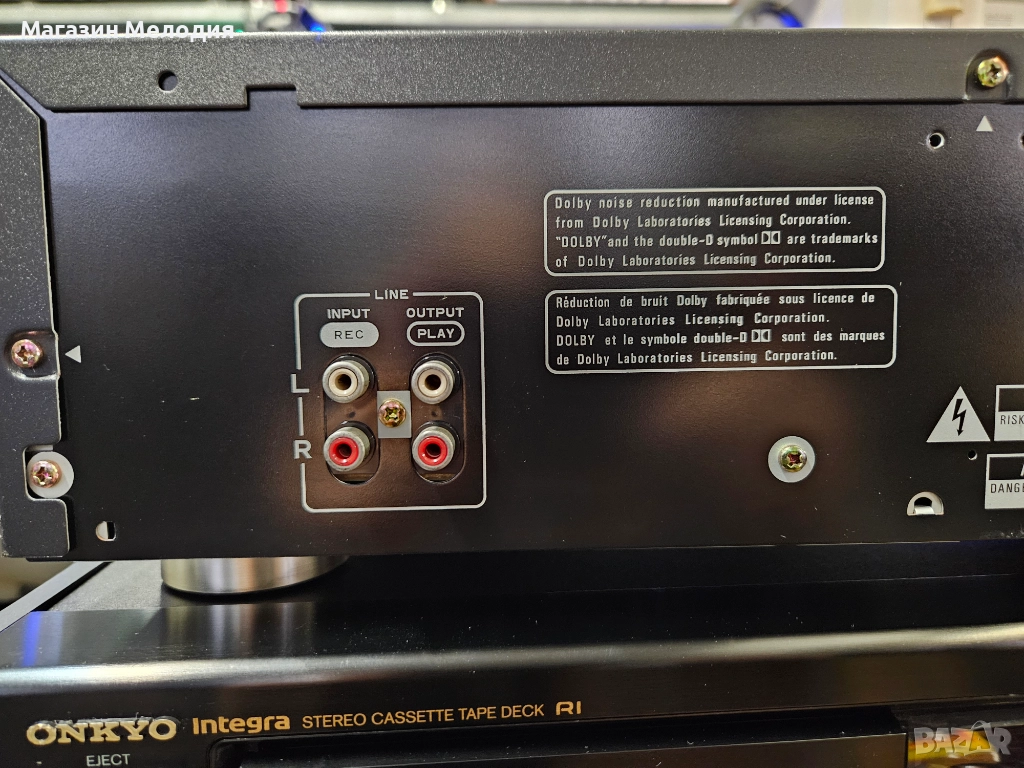 Магазин Мелодия
Dolby noise reduction manufactured under license
from Dolby Laboratories Licensing Corporation.
"DOLBY" and the double-D symbol are trademarks
of Dolby Laboratories Licensing Corporation.
Réduction de bruit Dolby fabriquée sous licence de
Dolby Laboratories Licensing Corporation.
DOLBY et le symbole double-D sont des marques
de Dolby Laboratories Licensing Corporation.
LINE
INPUT OUTPUT
REC PLAY
L
R
RISK
DANGE
ONKYO Integra STEREO CASSETTE TAPE DECK RI
EJECT
BAZAR